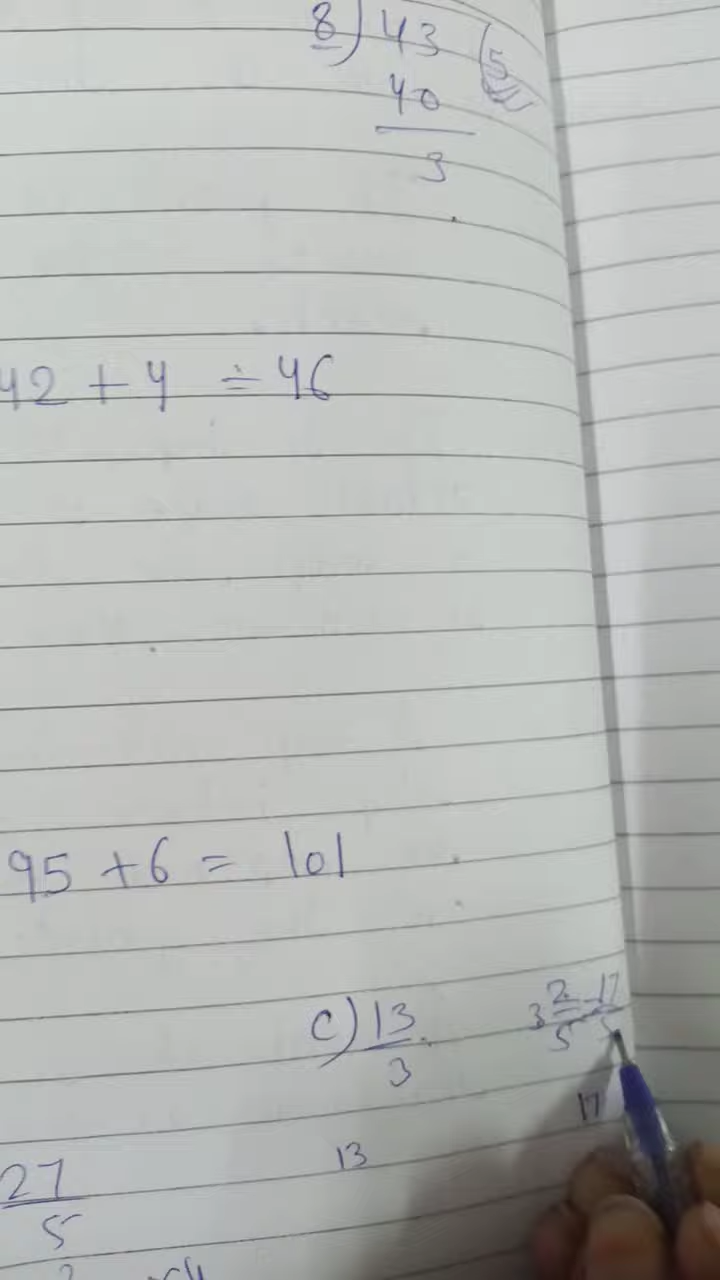 8) 43 (5
40
3
42 + 4 = 46
95 + 6 = 101
c) 13/3 3 2/5 = 17/5
17
13
27/5